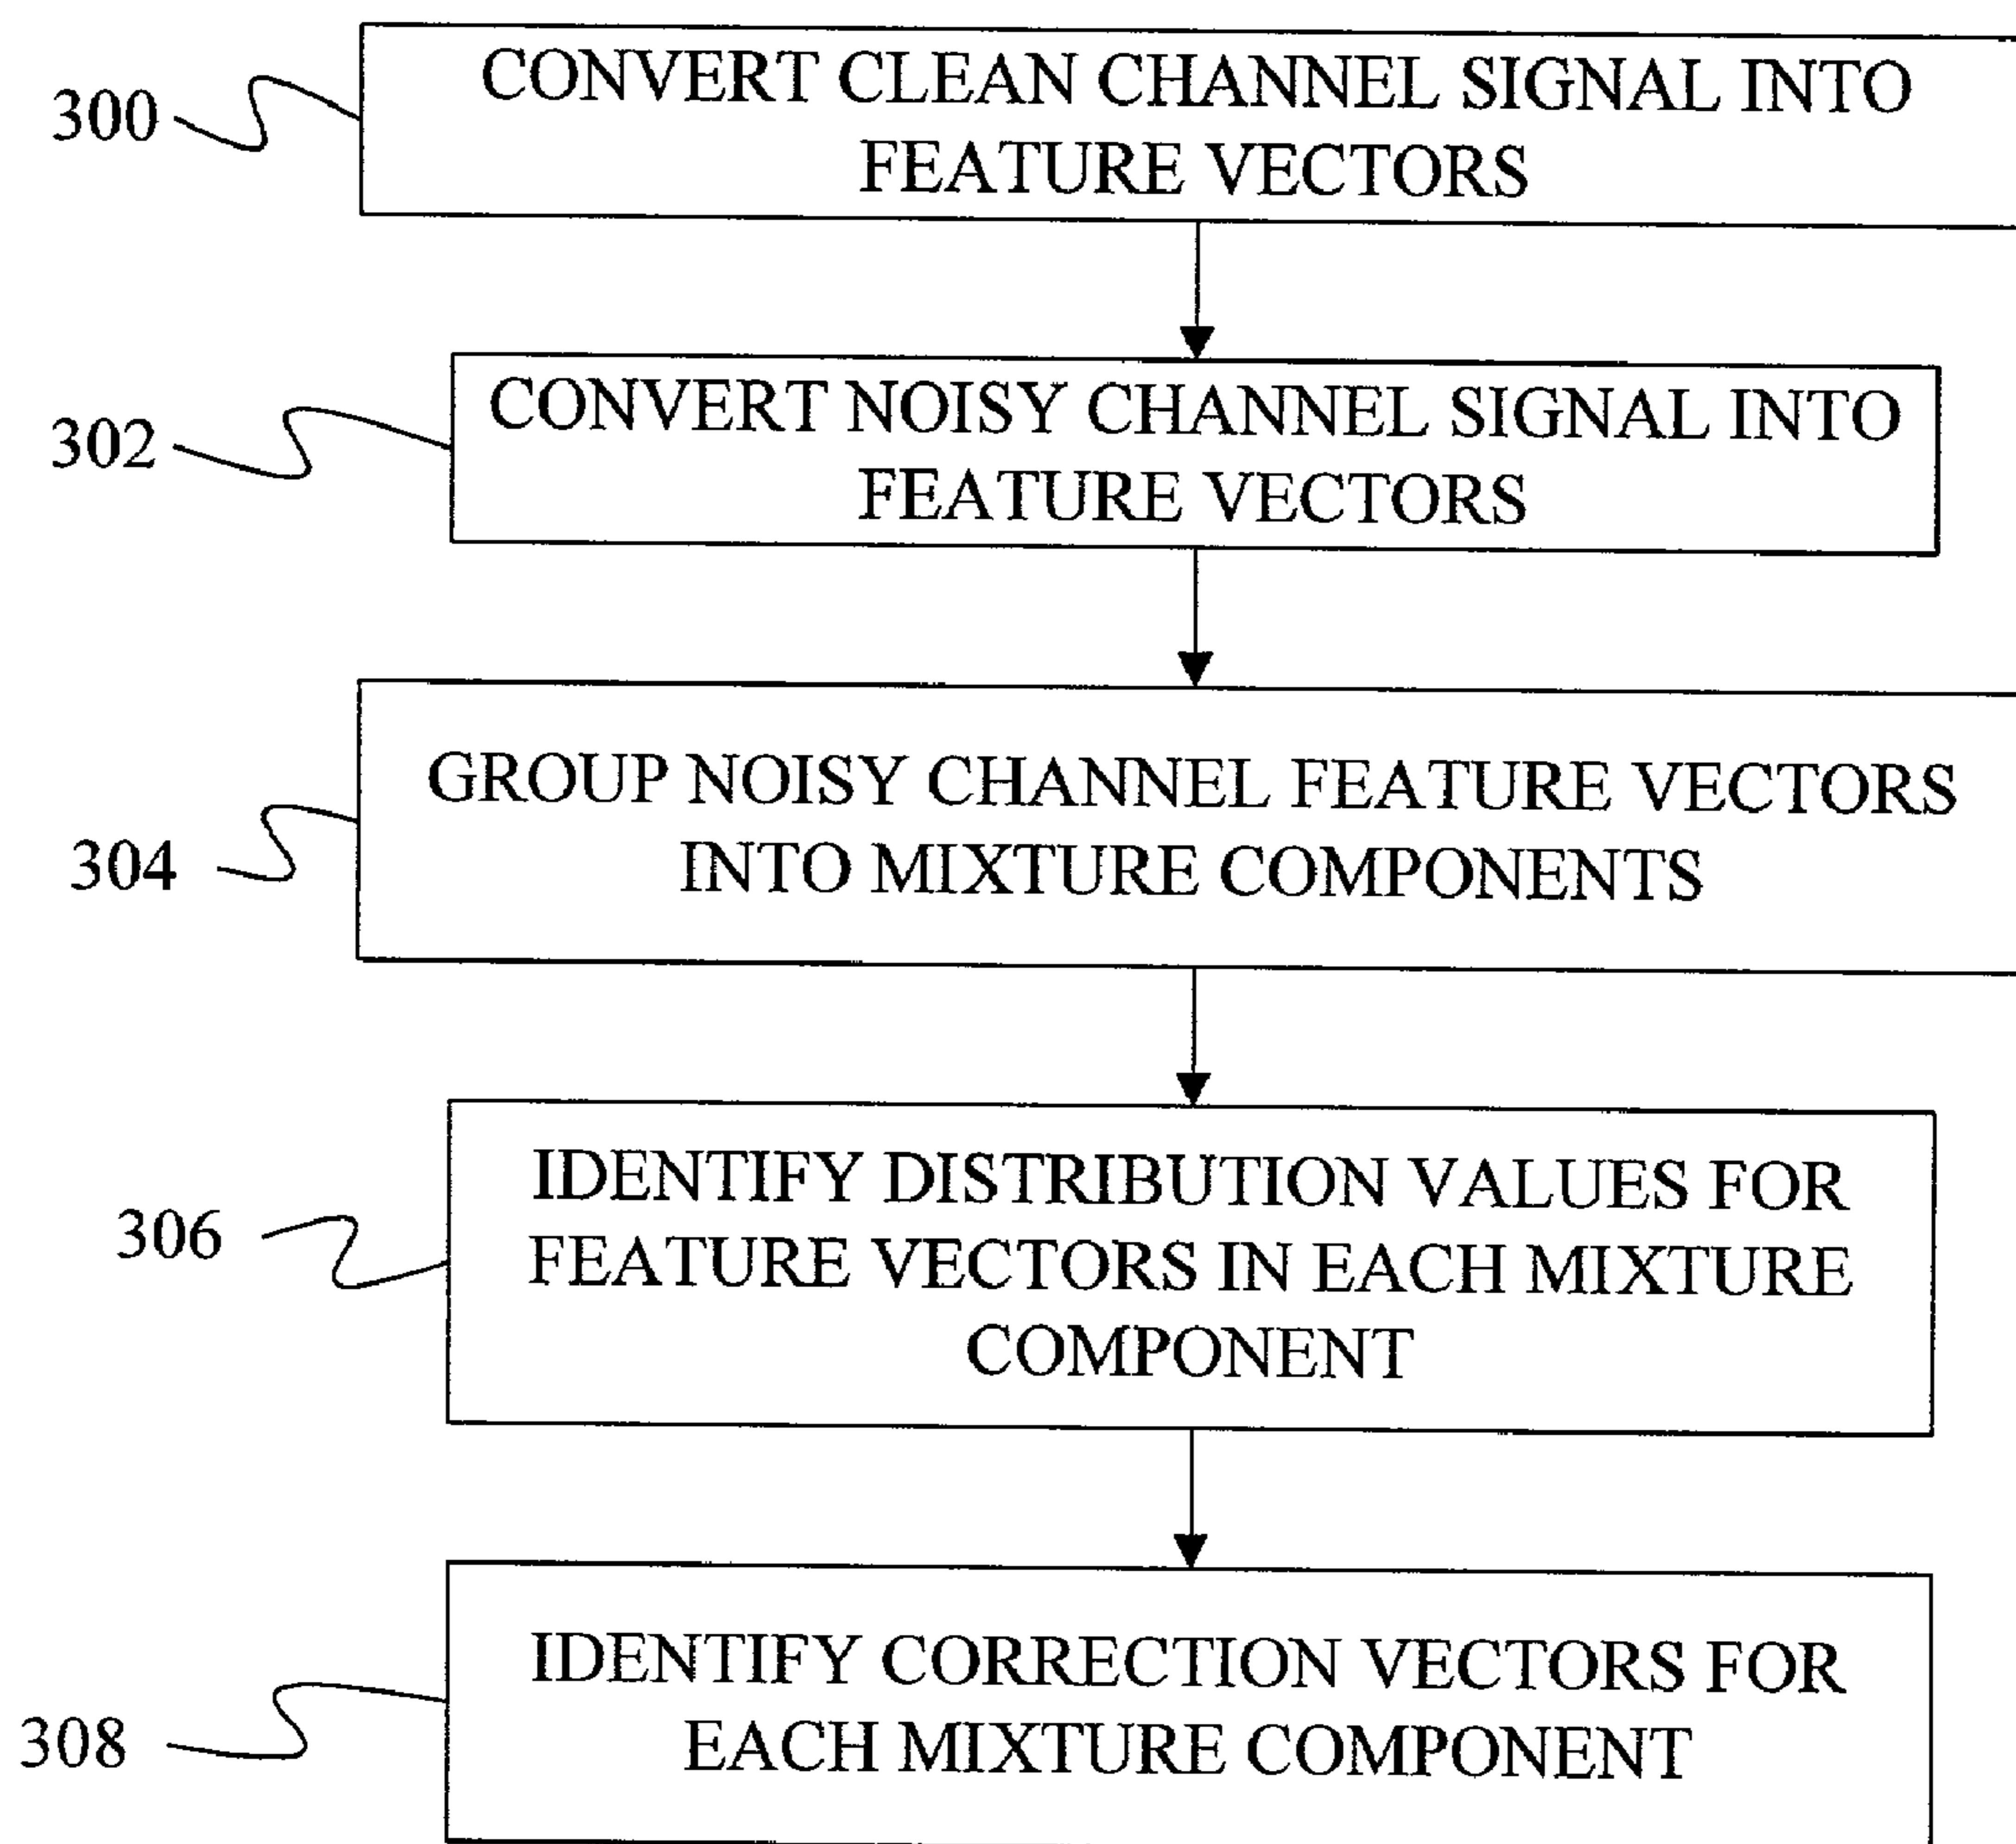 300
CONVERT CLEAN CHANNEL SIGNAL INTO
FEATURE VECTORS
302
CONVERT NOISY CHANNEL SIGNAL INTO
FEATURE VECTORS
304
GROUP NOISY CHANNEL FEATURE VECTORS
INTO MIXTURE COMPONENTS
306
IDENTIFY DISTRIBUTION VALUES FOR
FEATURE VECTORS IN EACH MIXTURE
COMPONENT
308
IDENTIFY CORRECTION VECTORS FOR
EACH MIXTURE COMPONENT